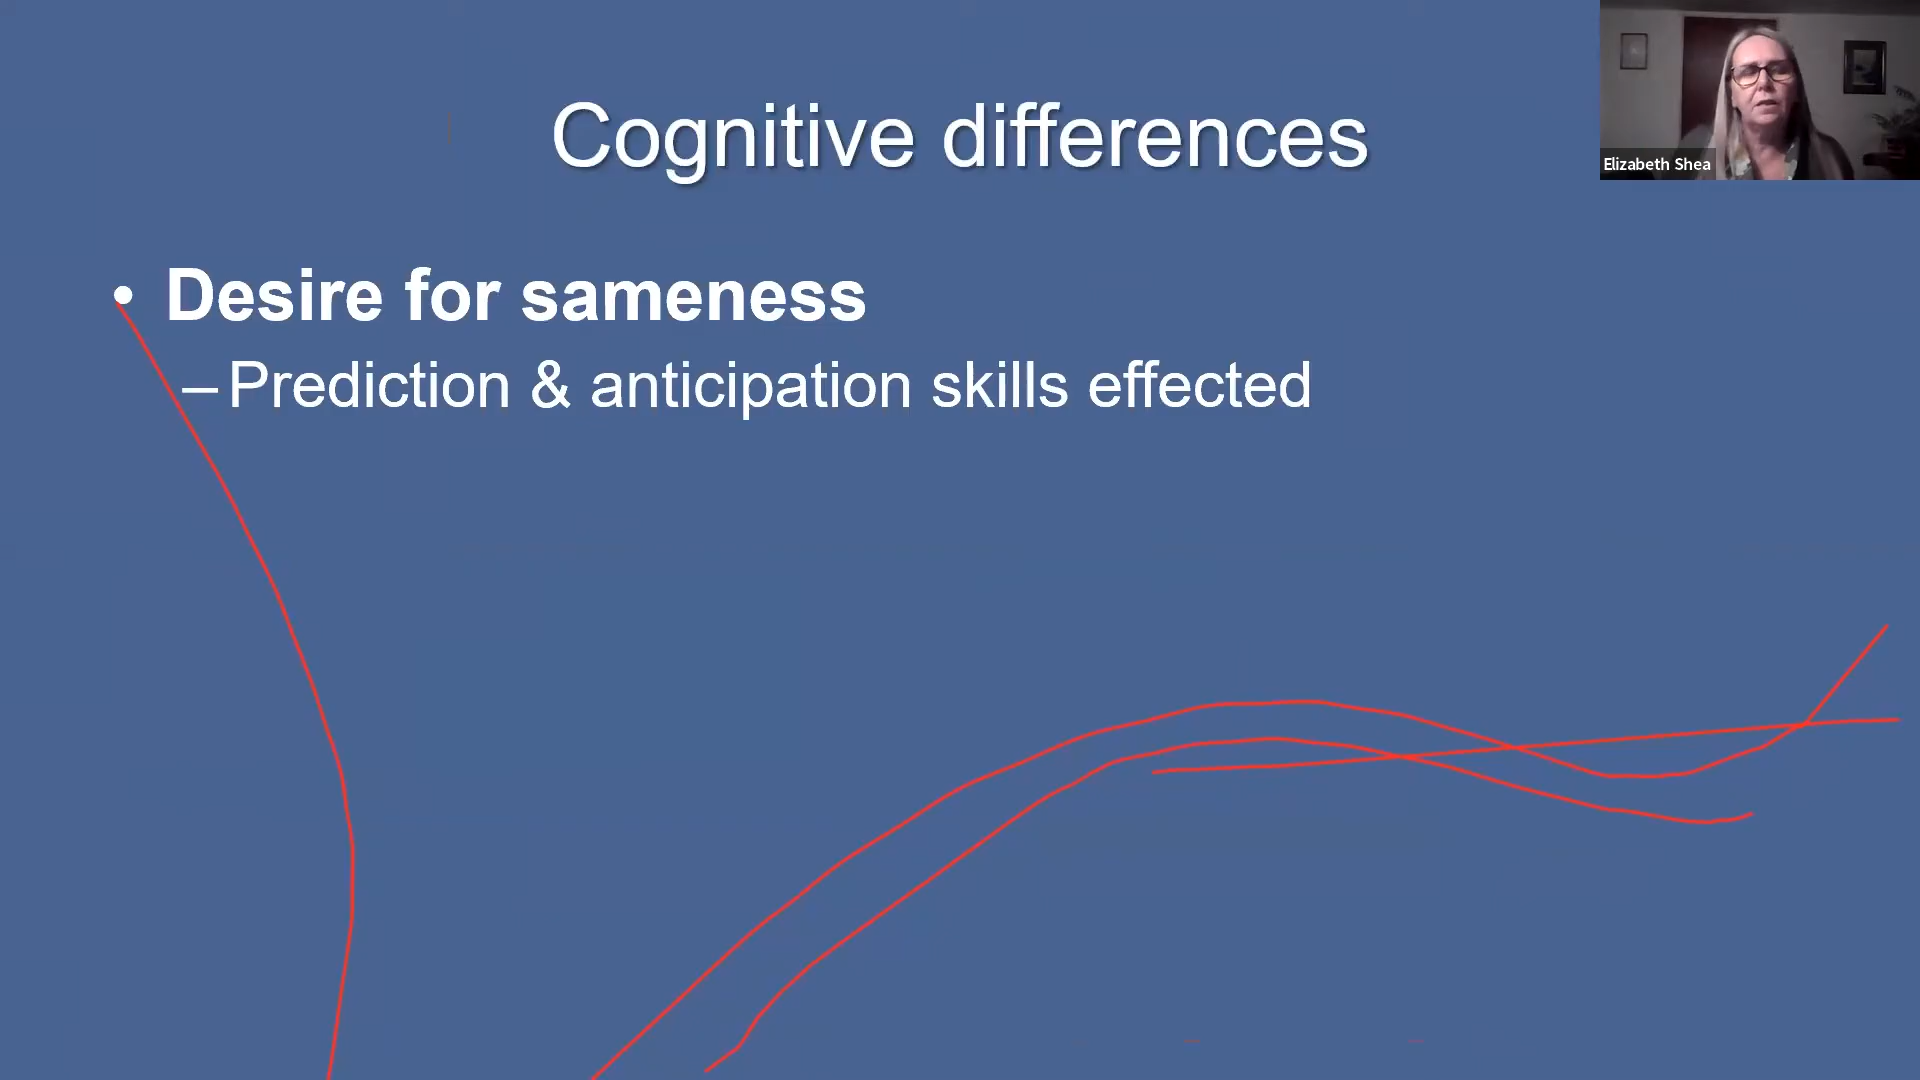 Cognitive differences
Elizabeth Shea
• Desire for sameness
– Prediction & anticipation skills effected